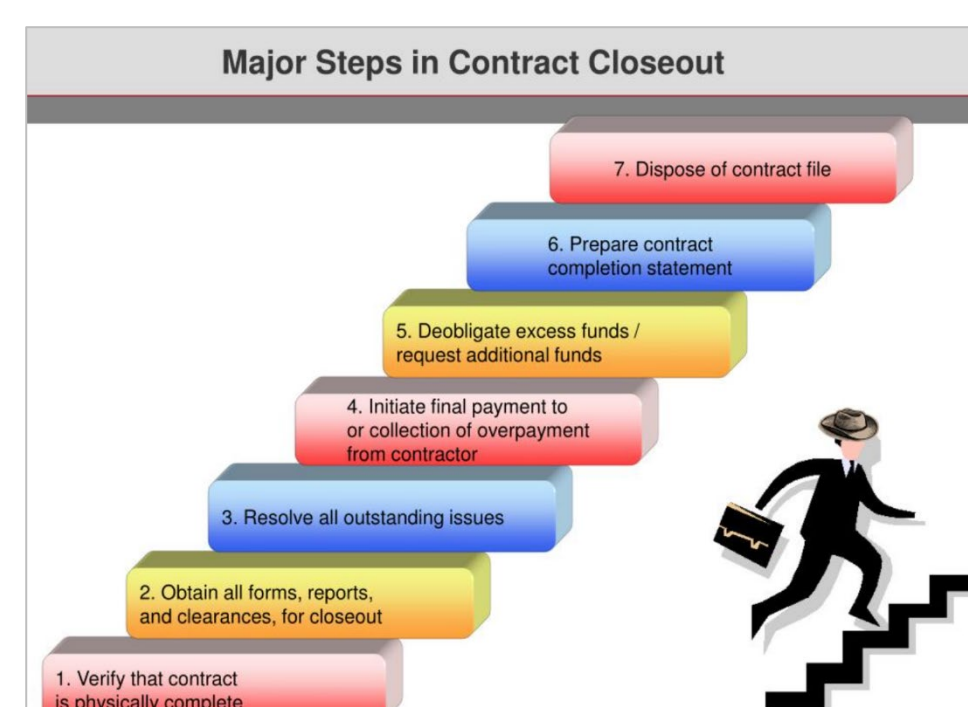 Major Steps in Contract Closeout
7. Dispose of contract file
6. Prepare contract
completion statement
5. Deobligate excess funds /
request additional funds
4. Initiate final payment to
or collection of overpayment
from contractor
3. Resolve all outstanding issues
2. Obtain all forms, reports,
and clearances, for closeout
1. Verify that contract
is physically complete